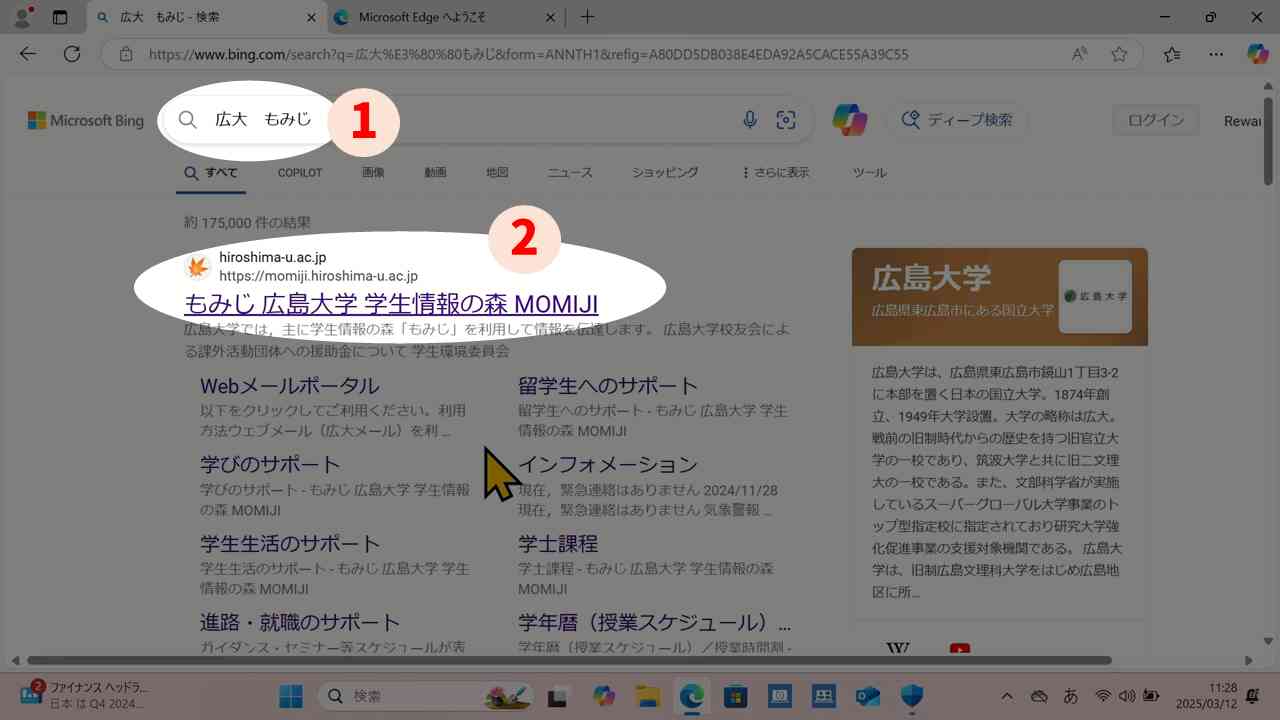 広大　もみじ - 検索
Microsoft Edge へようこそ
https://www.bing.com/search?q=広大%E3%80%80もみじ&form=ANNTH1&refig=A80DD5DB038E4EDA92A5CACE55A39C55
Microsoft Bing
広大　もみじ
1
ディープ検索
ログイン
Rewar
すべて
COPILOT
画像
動画
地図
ニュース
ショッピング
さらに表示
ツール
約 175,000 件の結果
2
hiroshima-u.ac.jp
https://momiji.hiroshima-u.ac.jp
もみじ 広島大学 学生情報の森 MOMIJI
広島大学では，主に学生情報の森「もみじ」を利用して情報を伝達します。 広島大学校友会によ
る課外活動団体への援助金について 学生環境委員会
Webメールポータル
以下をクリックしてご利用ください。利用
方法ウェブメール（広大メール）を利 ...
留学生へのサポート
留学生へのサポート - もみじ 広島大学 学生
情報の森 MOMIJI
学びのサポート
学びのサポート - もみじ 広島大学 学生情報
の森 MOMIJI
インフォメーション
現在，緊急連絡はありません 2024/11/28
現在，緊急連絡はありません 気象警報 ...
学生生活のサポート
学生生活のサポート - もみじ 広島大学 学生
情報の森 MOMIJI
学士課程
学士課程 - もみじ 広島大学 学生情報の森
MOMIJI
進路・就職のサポート
ガイダンス・セミナー等スケジュールが表
学年暦（授業スケジュール）...
学年暦（授業スケジュール）／授業時間割 -
広島大学
広島県東広島市にある国立大学
広島大学
広島大学は、広島県東広島市鏡山1丁目3-2
に本部を置く日本の国立大学。1874年創
立、1949年大学設置。大学の略称は広大。
戦前の旧制時代からの歴史を持つ旧官立大
学の一校であり、筑波大学と共に旧二文理
大の一校である。また、文部科学省が実施
しているスーパーグローバル大学事業のト
ップ型指定校に指定されており研究大学強
化促進事業の支援対象機関である。 広島大
学は、旧制広島文理科大学をはじめ広島地
区に所...
W
2
ファイナンス ヘッドラ...
日本 は Q4 2024...
検索
あ
11:28
2025/03/12